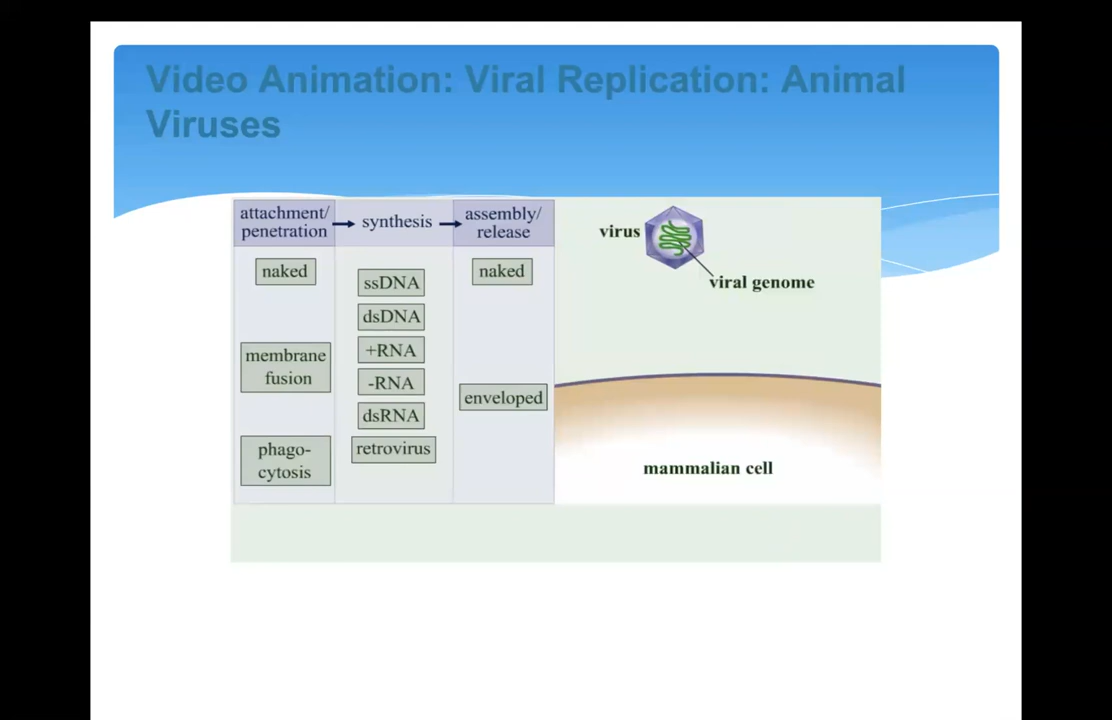 Video Animation: Viral Replication: Animal
Viruses
attachment/
penetration
synthesis
assembly/
release
naked
membrane
fusion
phago-
cytosis
ssDNA
dsDNA
+RNA
-RNA
dsRNA
retrovirus
naked
enveloped
virus
viral genome
mammalian cell